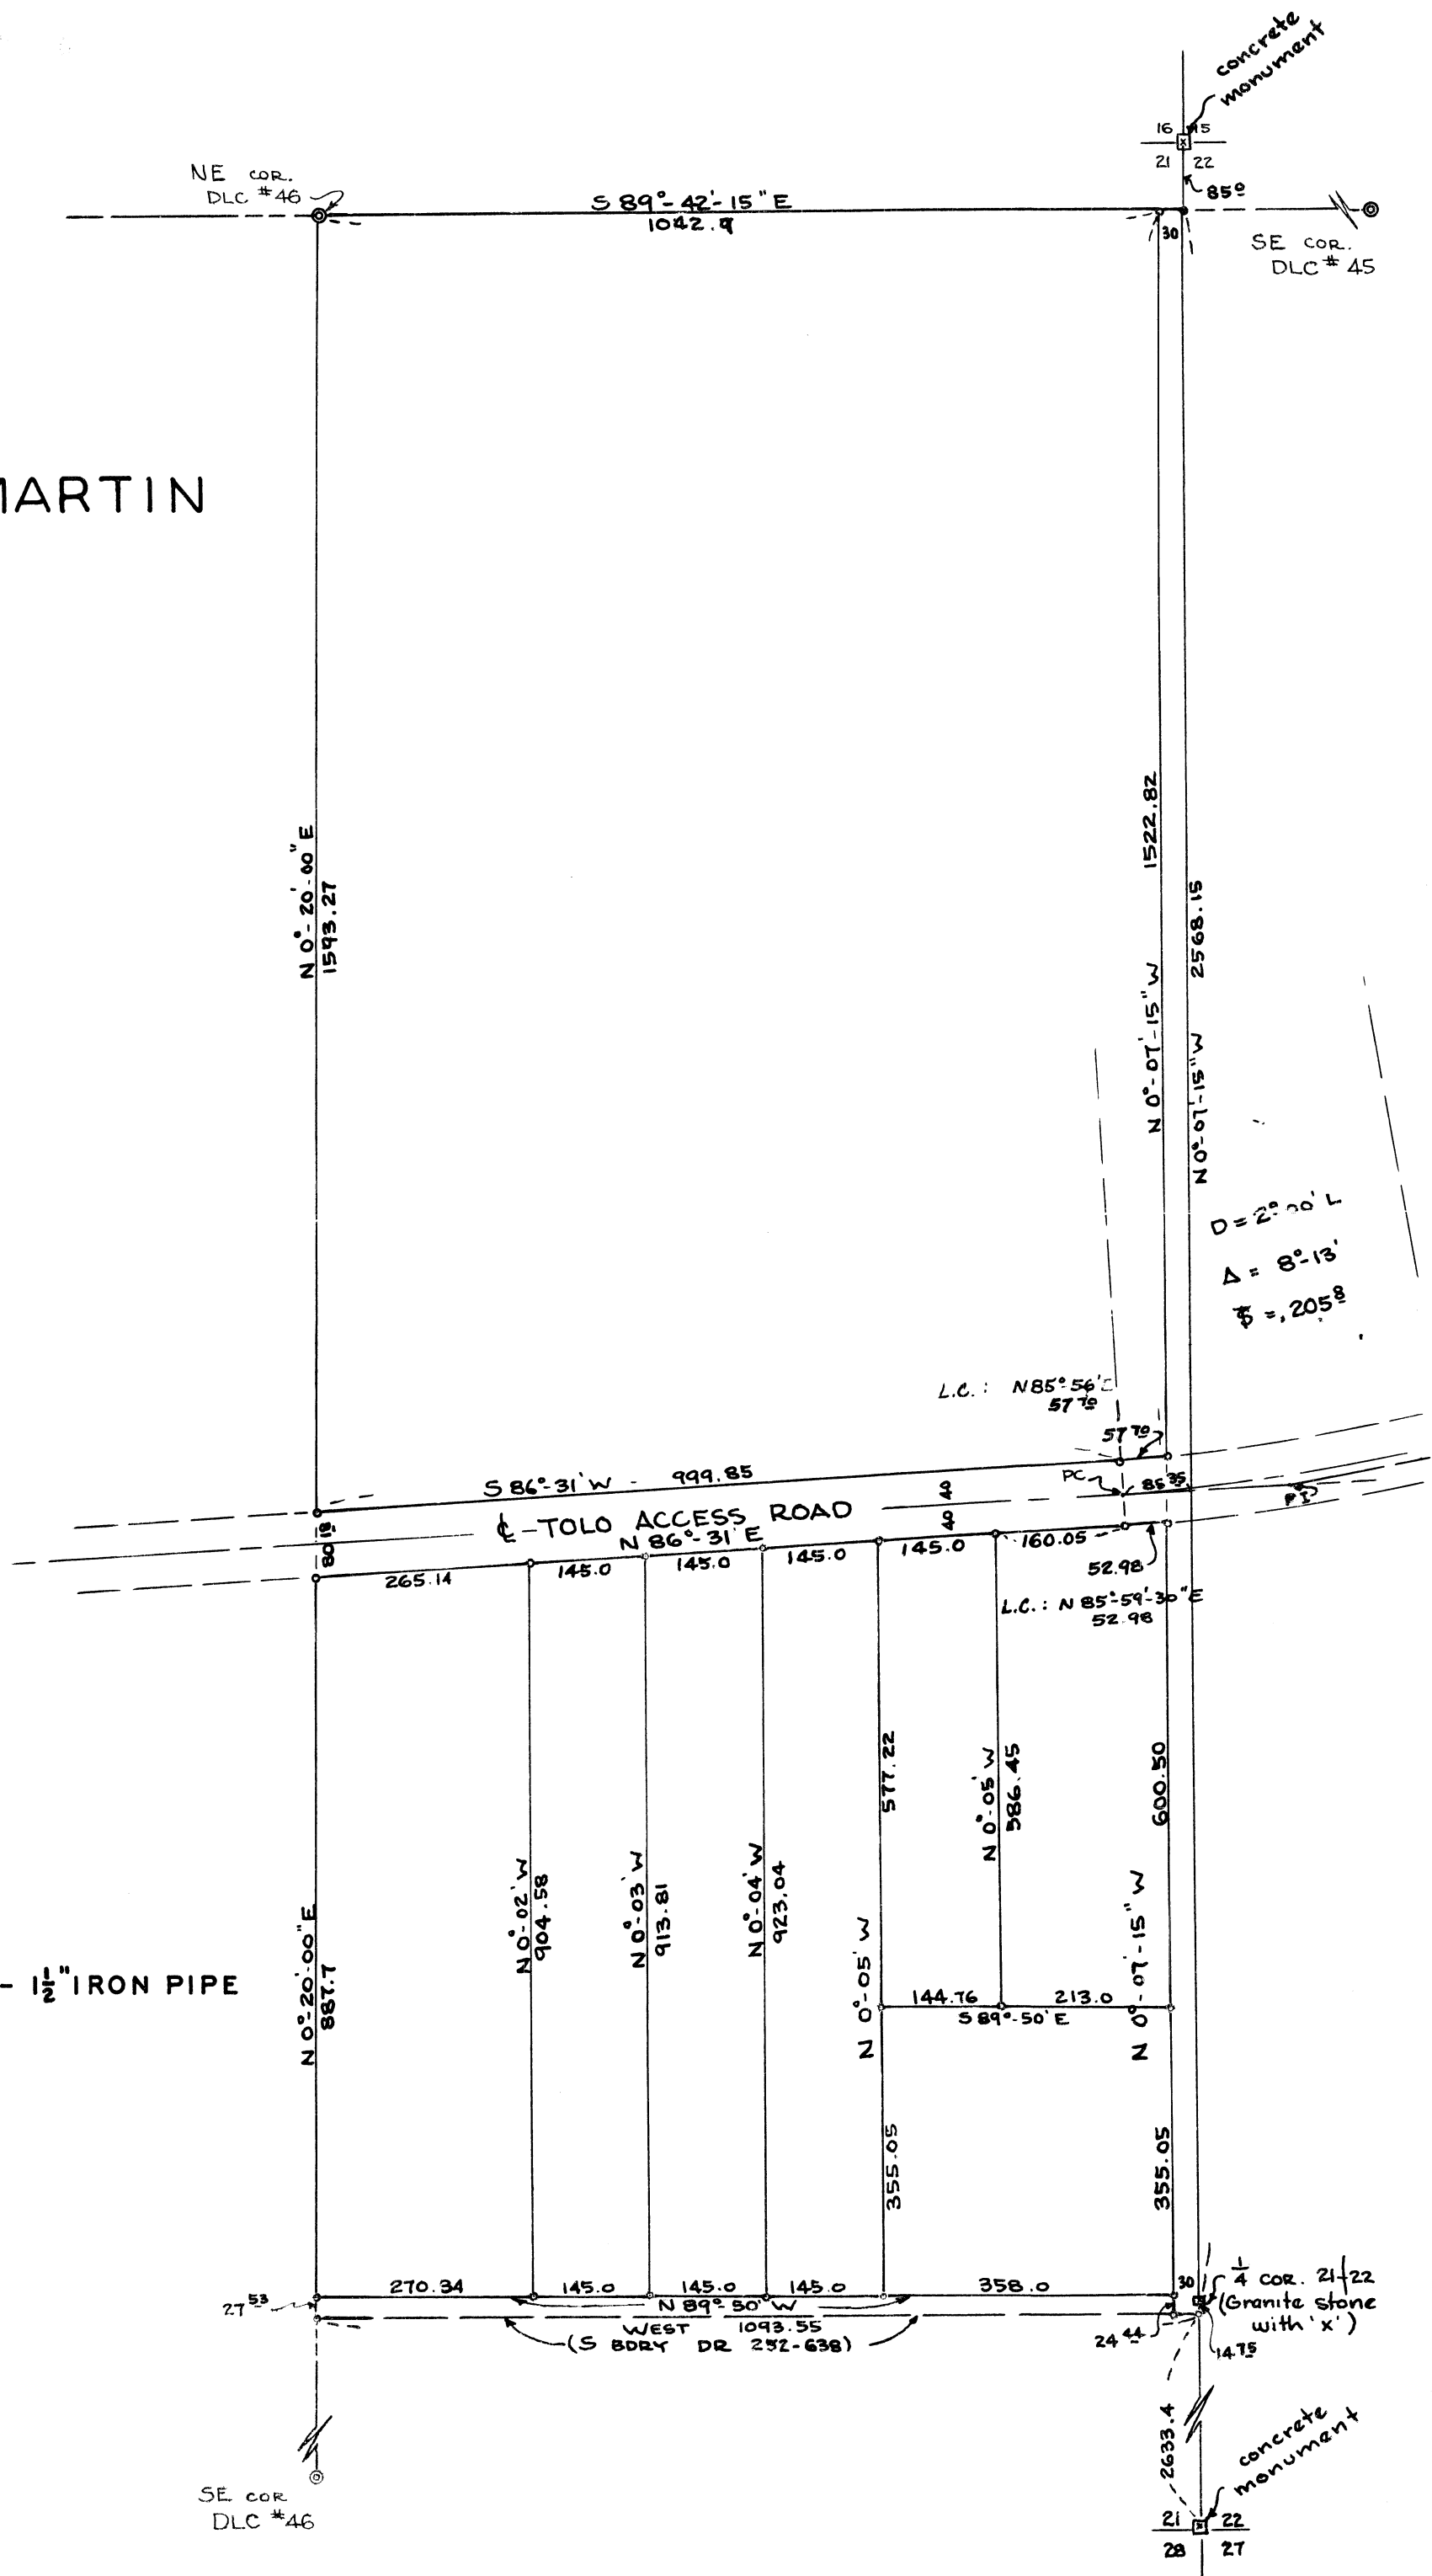 concrete
monument
16 15
21 22
85º
NE COR.
DLC #46
S 89°-42'-15" E
1042.9
30
SE COR.
DLC # 45
MARTIN
N 0°-20'-00" E
1593.27
1522.82
N 0°-07'-15" W
2568.15
N 0°-07'-15" W
D = 2°00' L
Δ = 8°-13'
205 8
L.C.: N 85°56' E
57 70
57 70
PC
85 35
PI
S 86°-31' W - 999.85
40
40
80 18
℄-TOLO ACCESS ROAD
N 86°-31' E
265.14
145.0
145.0
145.0
145.0
160.05
52.98
L.C.: N 85°-59'-30" E
52.98
577.22
N 0°-05' W
586.45
600.50
N 0°-02' W
904.58
N 0°-03' W
913.81
N 0°-04' W
923.04
N 0°-05' W
N 0°-07'-15" W
N 0°-20'-00" E
887.7
- 1½" IRON PIPE
144.76
213.0
S 89°-50' E
355.05
355.05
270.34
145.0
145.0
145.0
358.0
30
N 89°-50' W
27 53
WEST 1093.55
(S BDRY DR 252-638)
24 44
14 75
¼ COR. 21 22
(Granite stone
with 'x')
2633.4
concrete
monument
SE COR
DLC #46
21 22
28 27